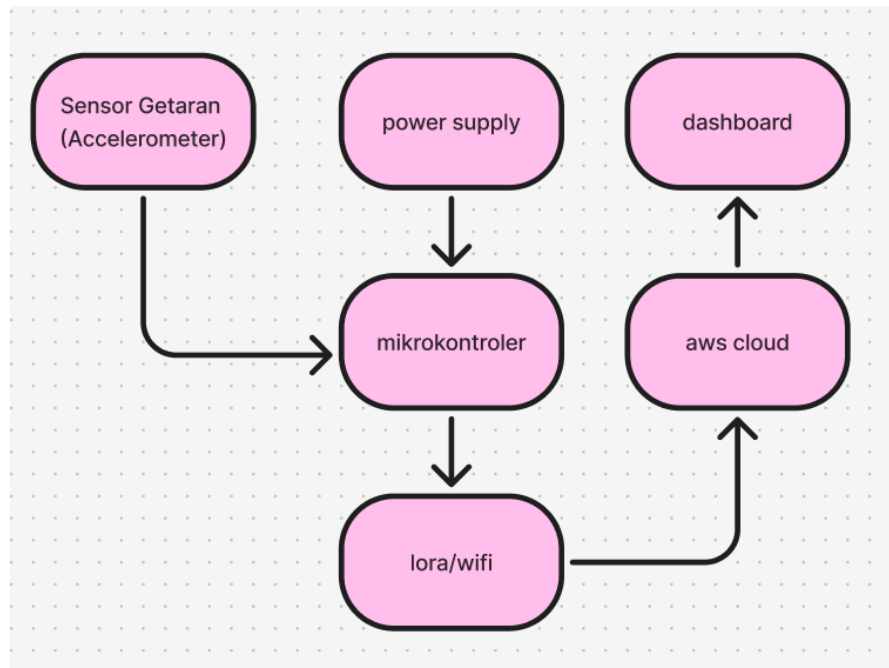 Sensor Getaran
(Accelerometer)
power supply
dashboard
mikrokontroler
aws cloud
lora/wifi